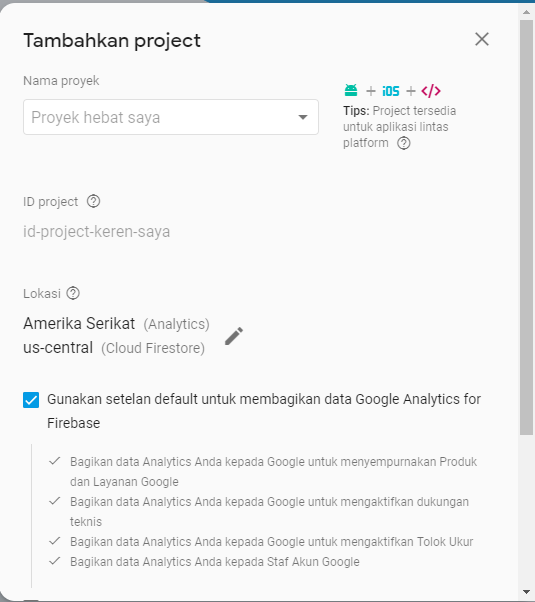 Tambahkan project
Nama proyek
Proyek hebat saya
+ iOS + </>
Tips: Project tersedia
untuk aplikasi lintas
platform
ID project
id-project-keren-saya
Lokasi
Amerika Serikat (Analytics)
us-central (Cloud Firestore)
Gunakan setelan default untuk membagikan data Google Analytics for
Firebase
Bagikan data Analytics Anda kepada Google untuk menyempurnakan Produk
dan Layanan Google
Bagikan data Analytics Anda kepada Google untuk mengaktifkan dukungan
teknis
Bagikan data Analytics Anda kepada Google untuk mengaktifkan Tolok Ukur
Bagikan data Analytics Anda kepada Staf Akun Google